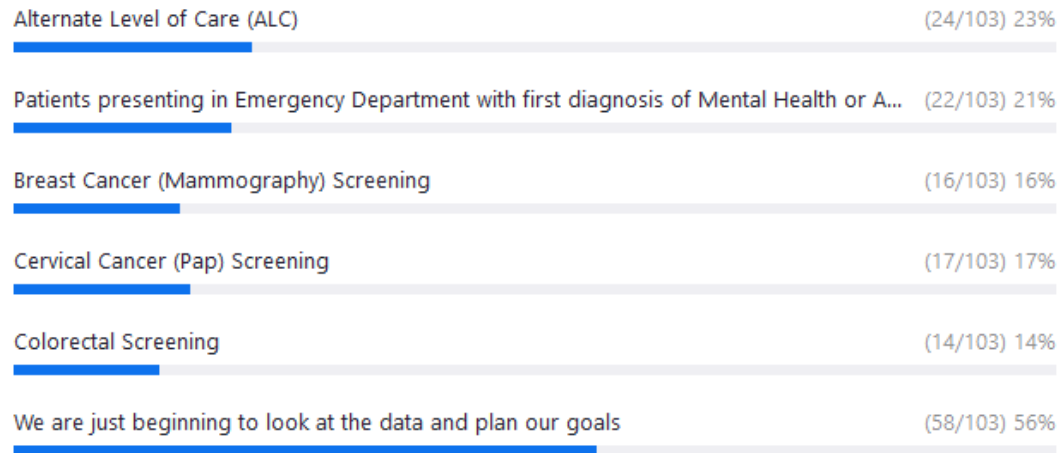 Alternate Level of Care (ALC) (24/103) 23%
Patients presenting in Emergency Department with first diagnosis of Mental Health or A... (22/103) 21%
Breast Cancer (Mammography) Screening (16/103) 16%
Cervical Cancer (Pap) Screening (17/103) 17%
Colorectal Screening (14/103) 14%
We are just beginning to look at the data and plan our goals (58/103) 56%